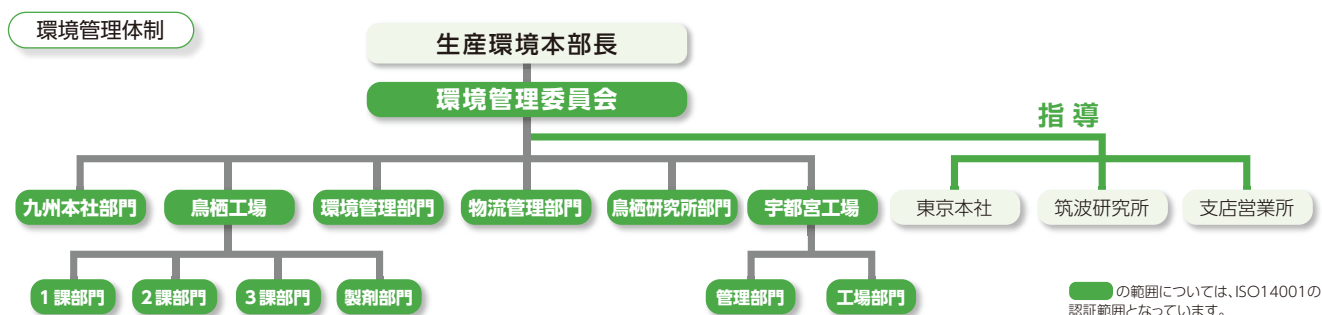 環境管理体制
生産環境本部長
環境管理委員会
指導
九州本社部門
鳥栖工場
環境管理部門
物流管理部門
鳥栖研究所部門
宇都宮工場
東京本社
筑波研究所
支店営業所
1課部門
2課部門
3課部門
製剤部門
管理部門
工場部門
の範囲については、ISO14001の
認証範囲となっています。